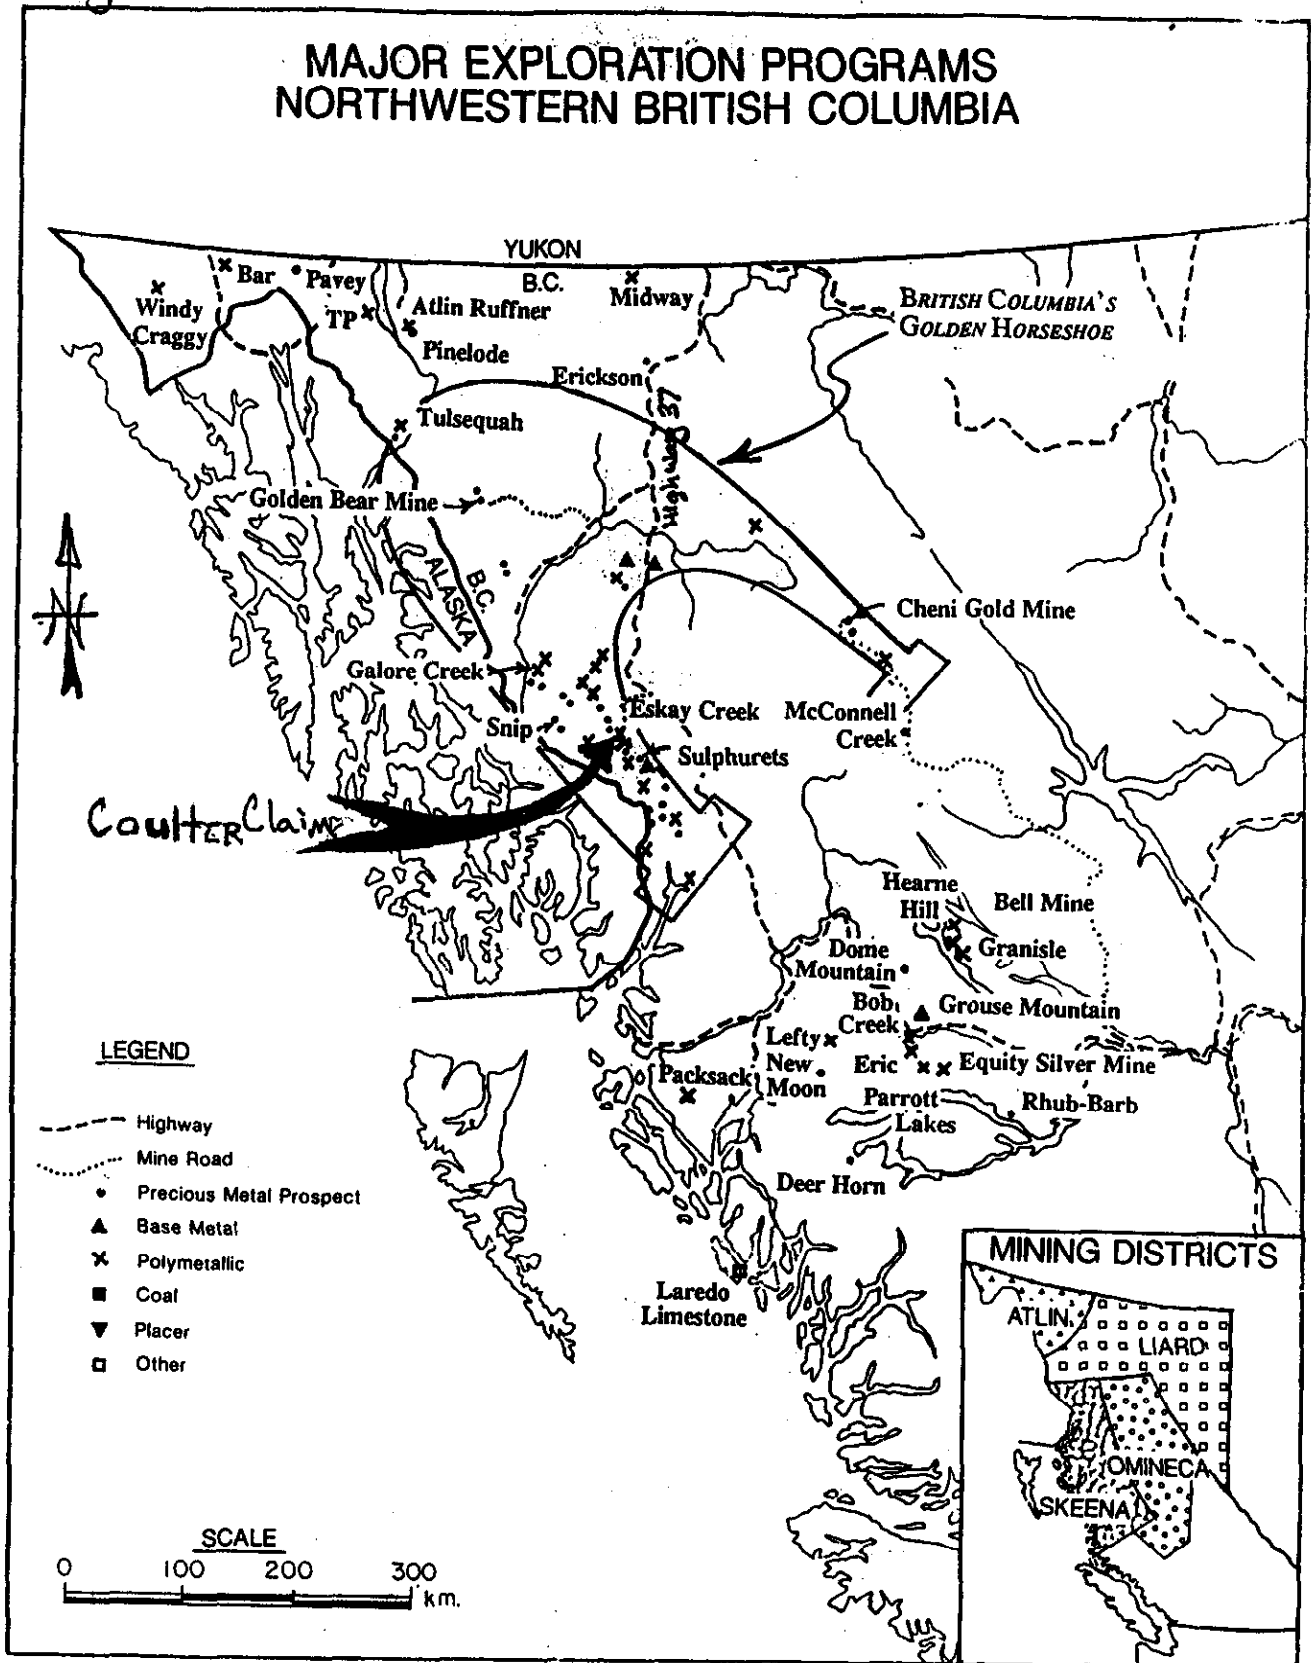 MAJOR EXPLORATION PROGRAMS
NORTHWESTERN BRITISH COLUMBIA
YUKON
B.C.
Bar
Pavey
Windy
Craggy
TP
Atlin Ruffner
Pinelode
Midway
BRITISH COLUMBIA'S
GOLDEN HORSESHOE
Erickson
Highway 37
Tulsequah
Golden Bear Mine
B.C.
ALASKA
N
Cheni Gold Mine
Galore Creek
Eskay Creek
McConnell
Creek
Snip
Sulphurets
Coulter Claim
Hearne
Hill
Bell Mine
Granisle
Dome
Mountain
Bob
Creek
Grouse Mountain
Lefty
New
Moon
Eric
Equity Silver Mine
Packsack
Parrott
Lakes
Rhub-Barb
Deer Horn
Laredo
Limestone
LEGEND
Highway
Mine Road
Precious Metal Prospect
Base Metal
Polymetallic
Coal
Placer
Other
SCALE
0 100 200 300
km.
MINING DISTRICTS
ATLIN
LIARD
OMINECA
SKEENA